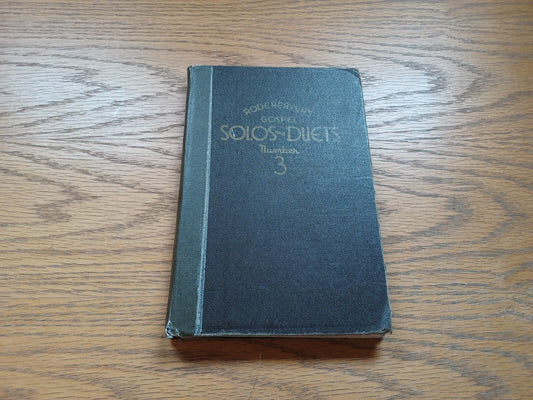 RODEHEAVER'S
GOSPEL
SOLOS and DUETS
Number
3